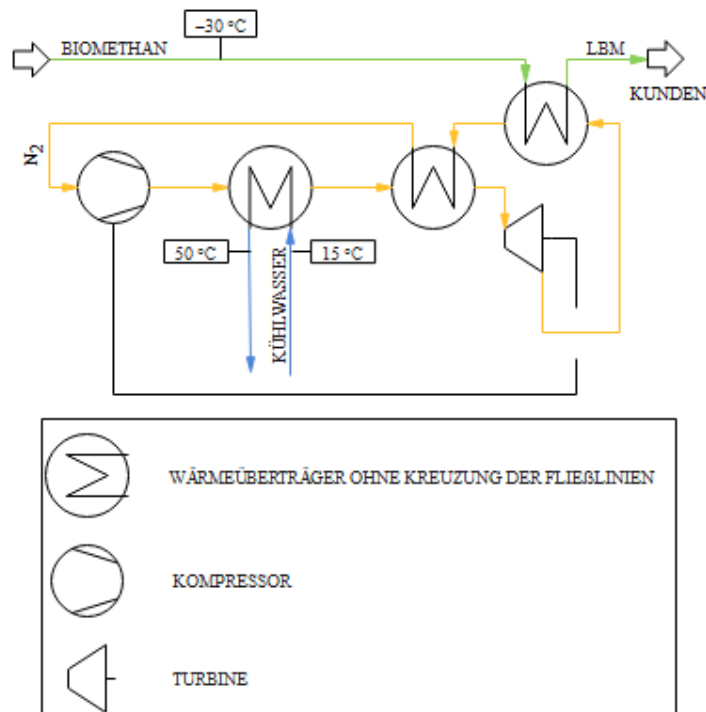 –30 °C
BIOMETHAN
LBM
KUNDEN
N2
50 °C
KÜHLWASSER
15 °C
WÄRMEÜBERTRÄGER OHNE KREUZUNG DER FLIEßLINIEN
KOMPRESSOR
TURBINE